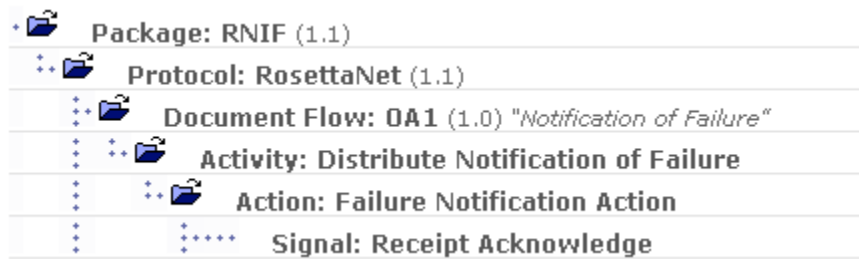 Package: RNIF (1.1)
Protocol: RosettaNet (1.1)
Document Flow: 0A1 (1.0) "Notification of Failure"
Activity: Distribute Notification of Failure
Action: Failure Notification Action
Signal: Receipt Acknowledge